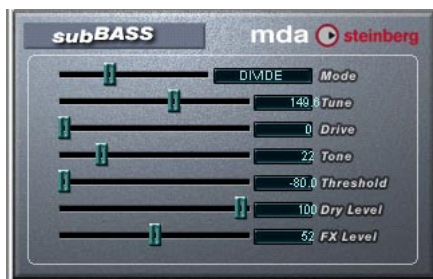 subBASS mda steinberg
DIVIDE Mode
149.6 Tune
0 Drive
22 Tone
-80.0 Threshold
100 Dry Level
52 FX Level